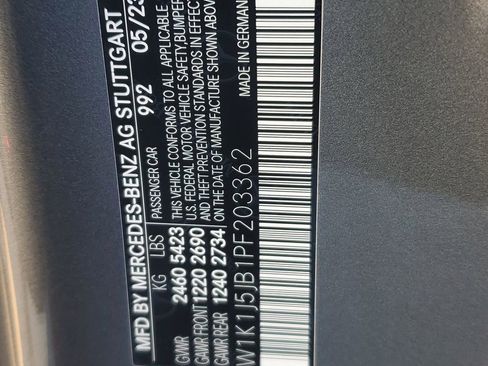 MFD BY MERCEDES-BENZ AG STUTTGART
992 05/23
PASSENGER CAR
KG LBS
GVWR 2460 5423
GAWR FRONT 1220 2690
GAWR REAR 1240 2734
THIS VEHICLE CONFORMS TO ALL APPLICABLE
U.S. FEDERAL MOTOR VEHICLE SAFETY, BUMPER
AND THEFT PREVENTION STANDARDS IN EFFECT
ON DATE OF MANUFACTURE SHOWN ABOVE.
MADE IN GERMANY
W1K1J5JB1PF203362